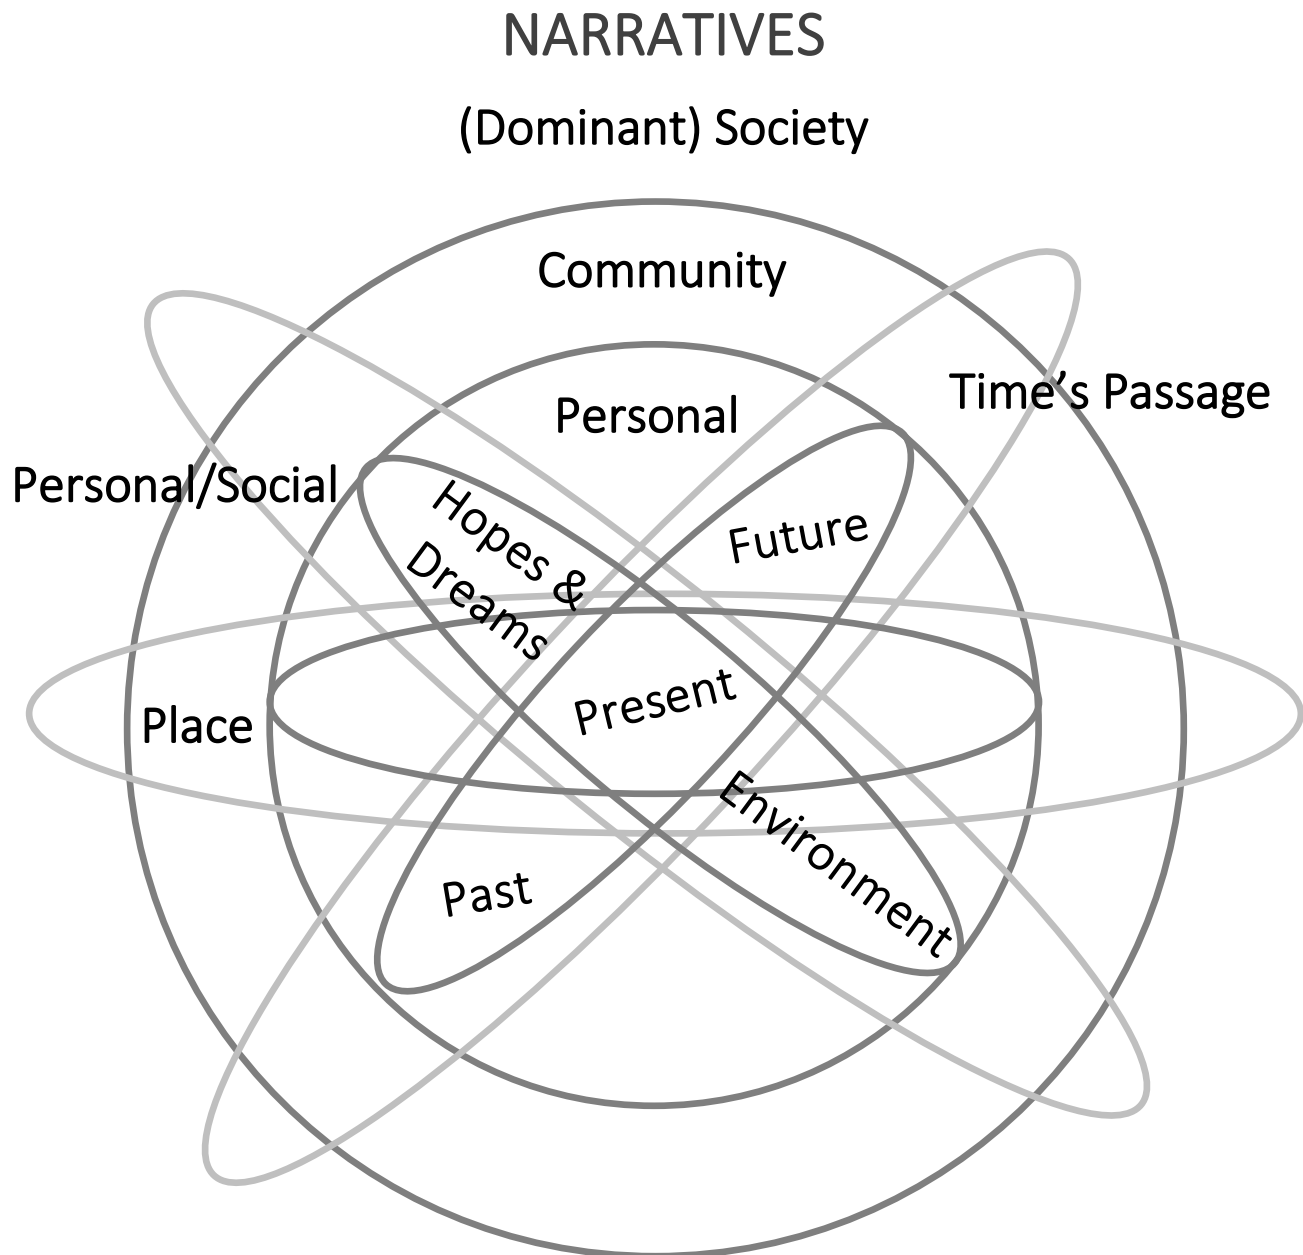 NARRATIVES
(Dominant) Society
Community
Time’s Passage
Personal
Personal/Social
Hopes &
Dreams
Future
Present
Place
Environment
Past